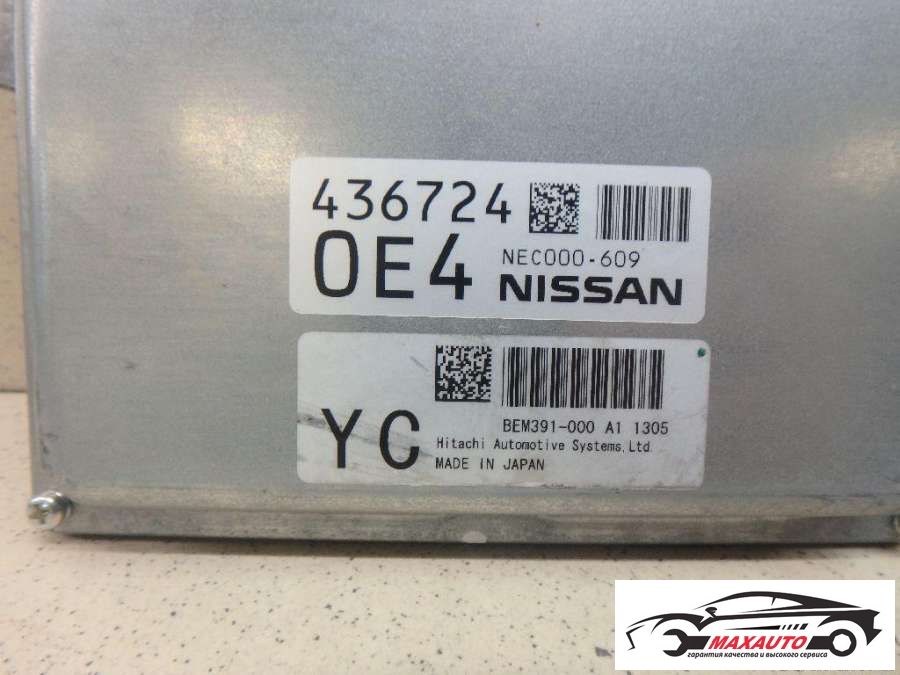 436724
0E4
NEC000-609
NISSAN
YC
BEM391-000 A1 1305
Hitachi Automotive Systems,Ltd.
MADE IN JAPAN
MAXAUTO
гарантия качества и высокого сервиса